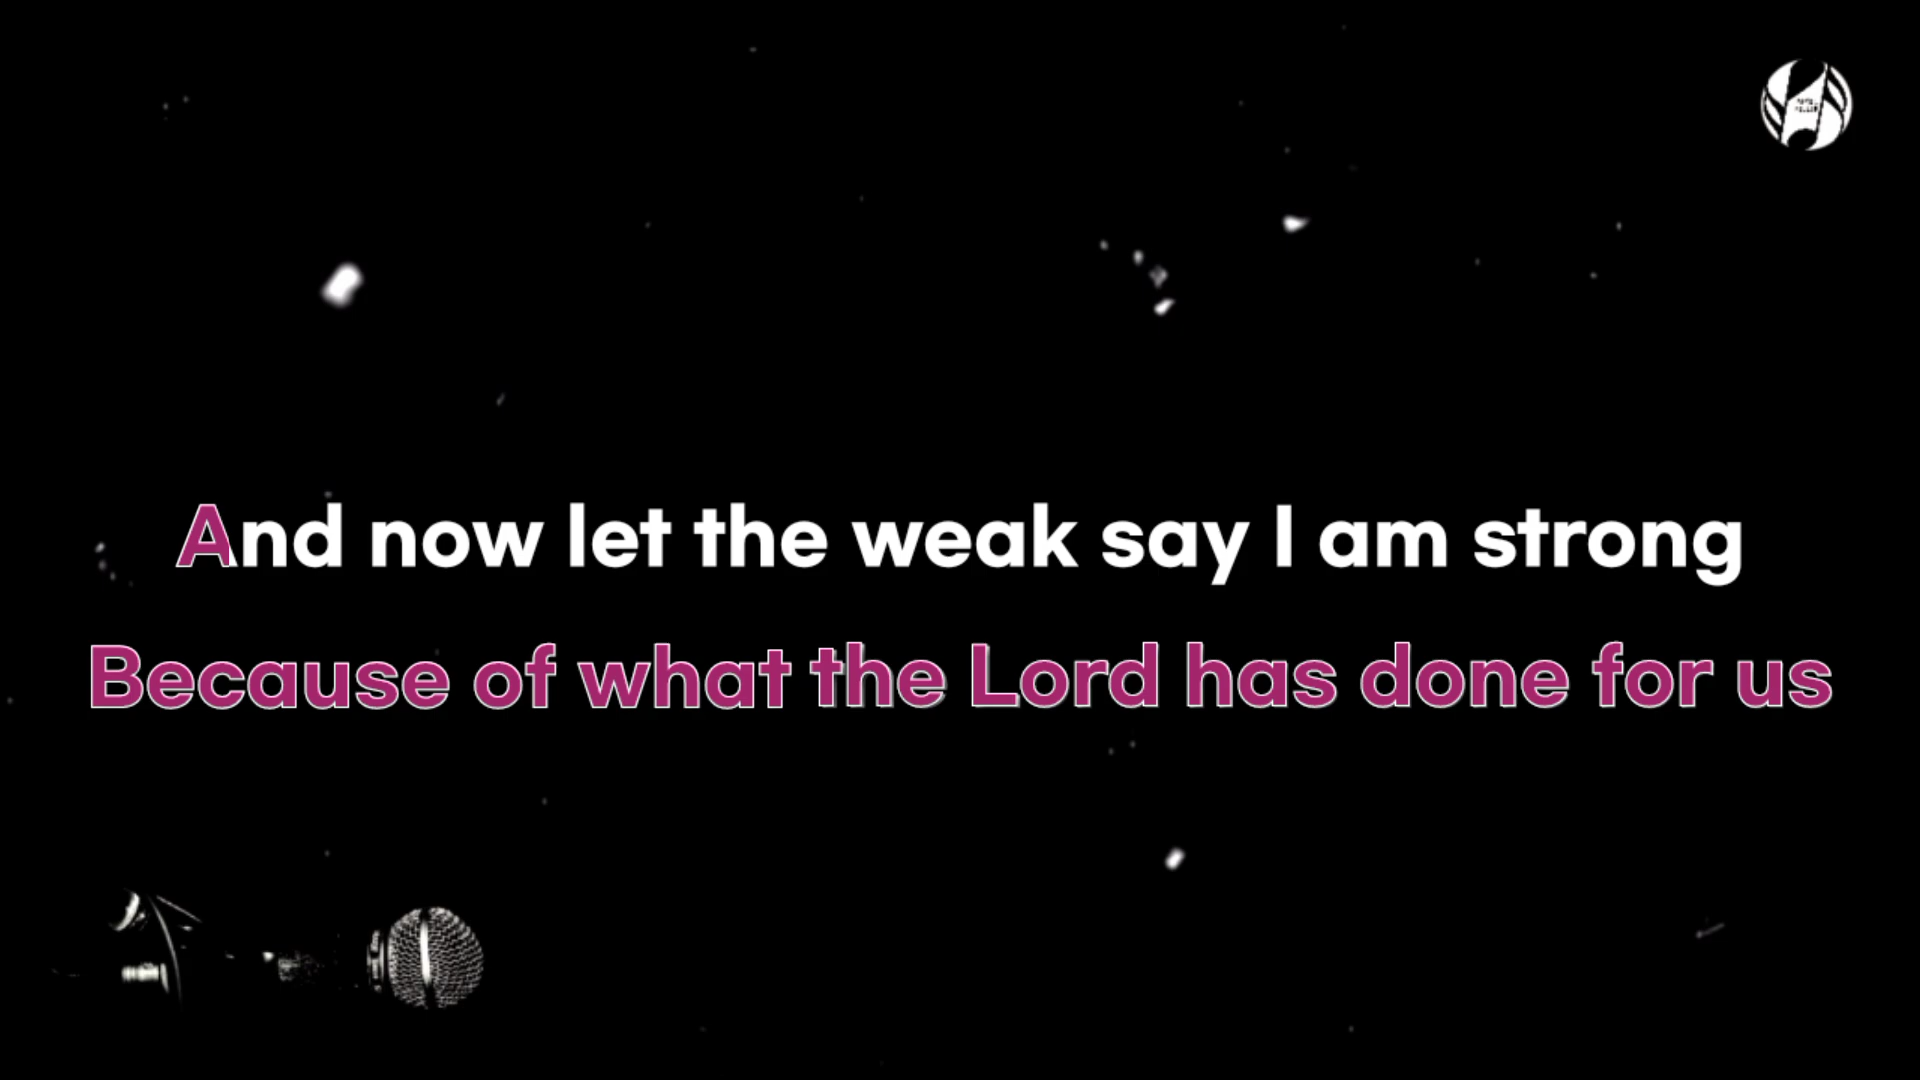 And now let the weak say I am strong
Because of what the Lord has done for us